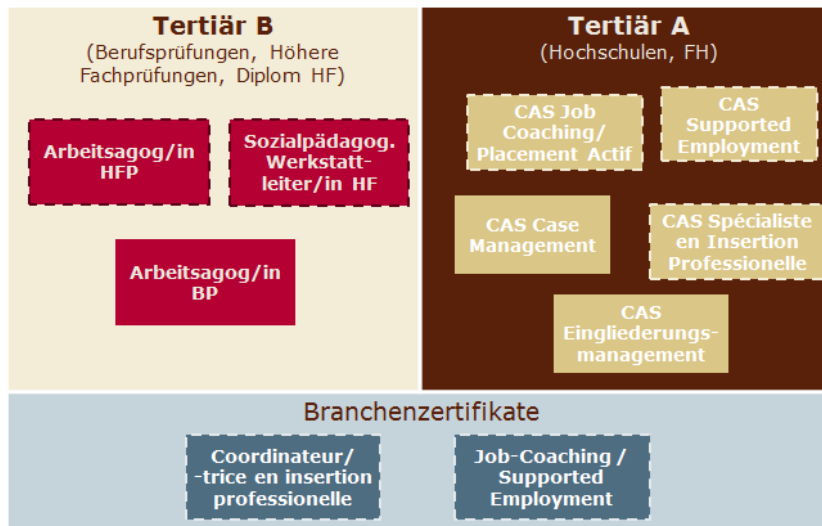 Tertiär B
(Berufsprüfungen, Höhere
Fachprüfungen, Diplom HF)
Arbeitsagog/in
HFP
Sozialpädagog.
Werkstatt-
leiter/in HF
Arbeitsagog/in
BP
Tertiär A
(Hochschulen, FH)
CAS Job
Coaching/
Placement Actif
CAS
Supported
Employment
CAS Case
Management
CAS Spécialiste
en Insertion
Professionelle
CAS
Eingliederungs-
management
Branchenzertifikate
Coordinateur/
-trice en insertion
professionelle
Job-Coaching /
Supported
Employment